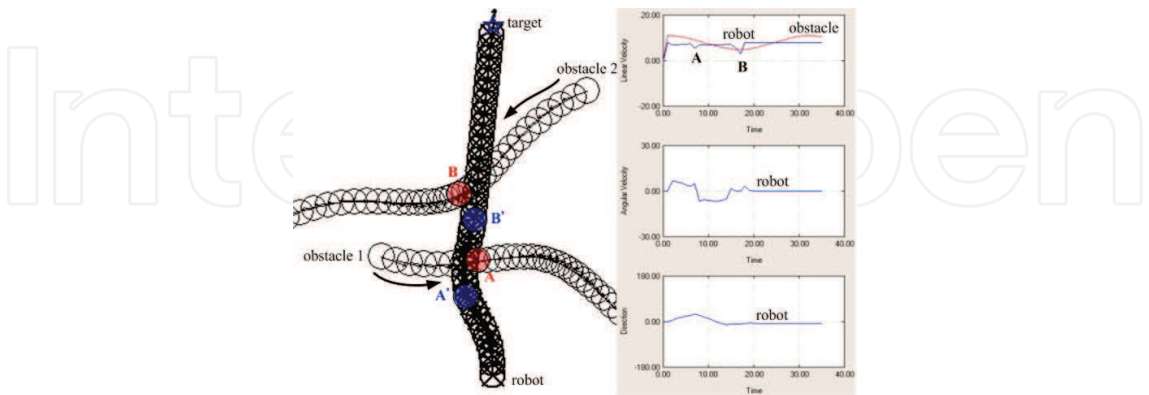 target
obstacle 2
B
B'
obstacle 1
A
A'
robot
20.00
0.00
-20.00
Linear Velocity
robot
obstacle
A
B
0.00 10.00 20.00 30.00 40.00
Time
30.00
0.00
-30.00
Angular Velocity
robot
0.00 10.00 20.00 30.00 40.00
Time
180.00
0.00
-180.00
Direction
robot
0.00 10.00 20.00 30.00 40.00
Time